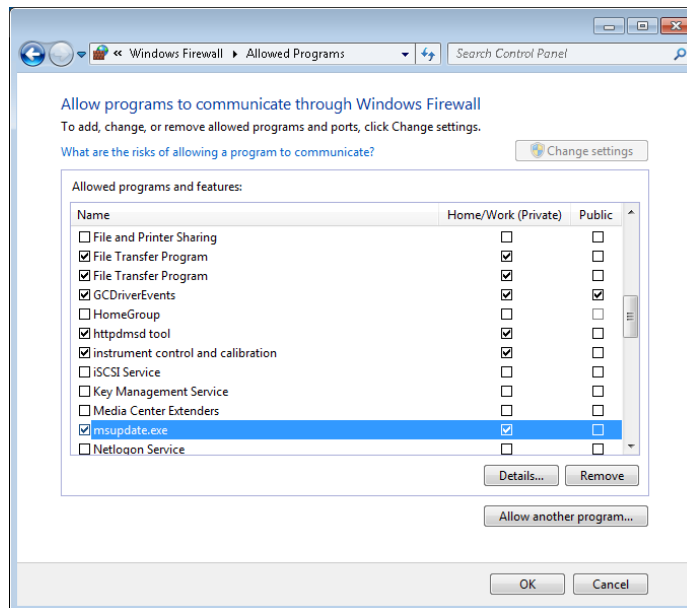 « Windows Firewall ▸ Allowed Programs
Search Control Panel
Allow programs to communicate through Windows Firewall
To add, change, or remove allowed programs and ports, click Change settings.
What are the risks of allowing a program to communicate?
Change settings
Allowed programs and features:
Name Home/Work (Private) Public
File and Printer Sharing
File Transfer Program
File Transfer Program
GCDriverEvents
HomeGroup
httpdmsd tool
instrument control and calibration
iSCSI Service
Key Management Service
Media Center Extenders
msupdate.exe
Netlogon Service
Details... Remove
Allow another program...
OK Cancel